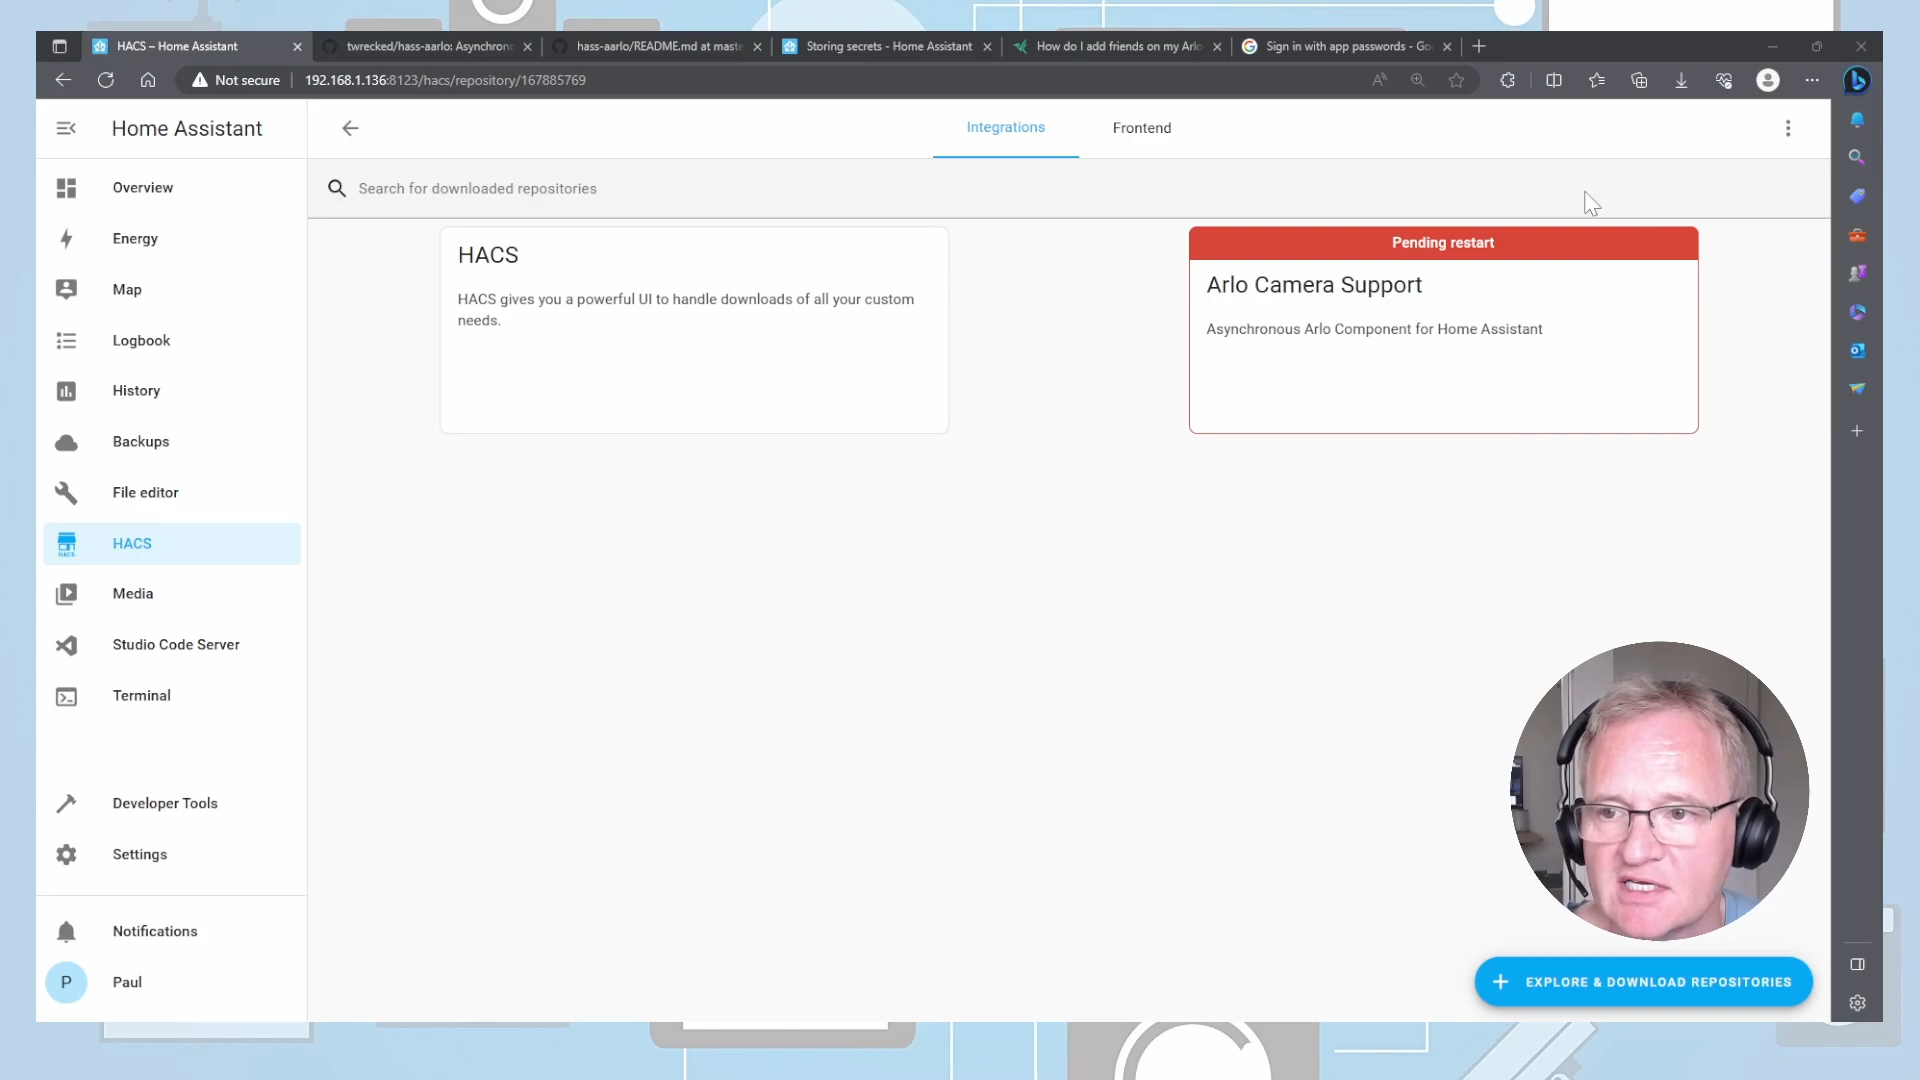 HACS – Home Assistant
twrecked/hass-aarlo: Asynchron
hass-aarlo/README.md at maste
Storing secrets - Home Assistant
How do I add friends on my Arlo
Sign in with app passwords - Go
Not secure
192.168.1.136:8123/hacs/repository/167885769
Home Assistant
Integrations
Frontend
Search for downloaded repositories
Overview
Energy
Map
Logbook
History
Backups
File editor
HACS
Media
Studio Code Server
Terminal
Developer Tools
Settings
Notifications
P
Paul
HACS
HACS gives you a powerful UI to handle downloads of all your custom
needs.
Pending restart
Arlo Camera Support
Asynchronous Arlo Component for Home Assistant
EXPLORE & DOWNLOAD REPOSITORIES